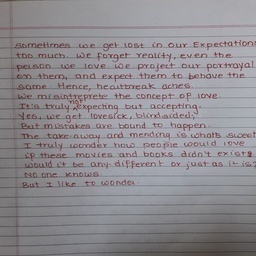 Sometimes we get lost in our Expectations
too much. We forget reality, even the
person we love. We project our portrayal
on them, and expect them to behave the
same. Hence, heartbreak aches.
We misintreprete the concept of love.
It's truly not expecting but accepting.
Yes, we get lovesick, blindsided,
But mistakes are bound to happen.
The take-away and mending is whats sweet
I truly wonder how people would love
if these movies and books didn't exists.
would it be any different or just as it is?
No one knows.
But I like to wonder